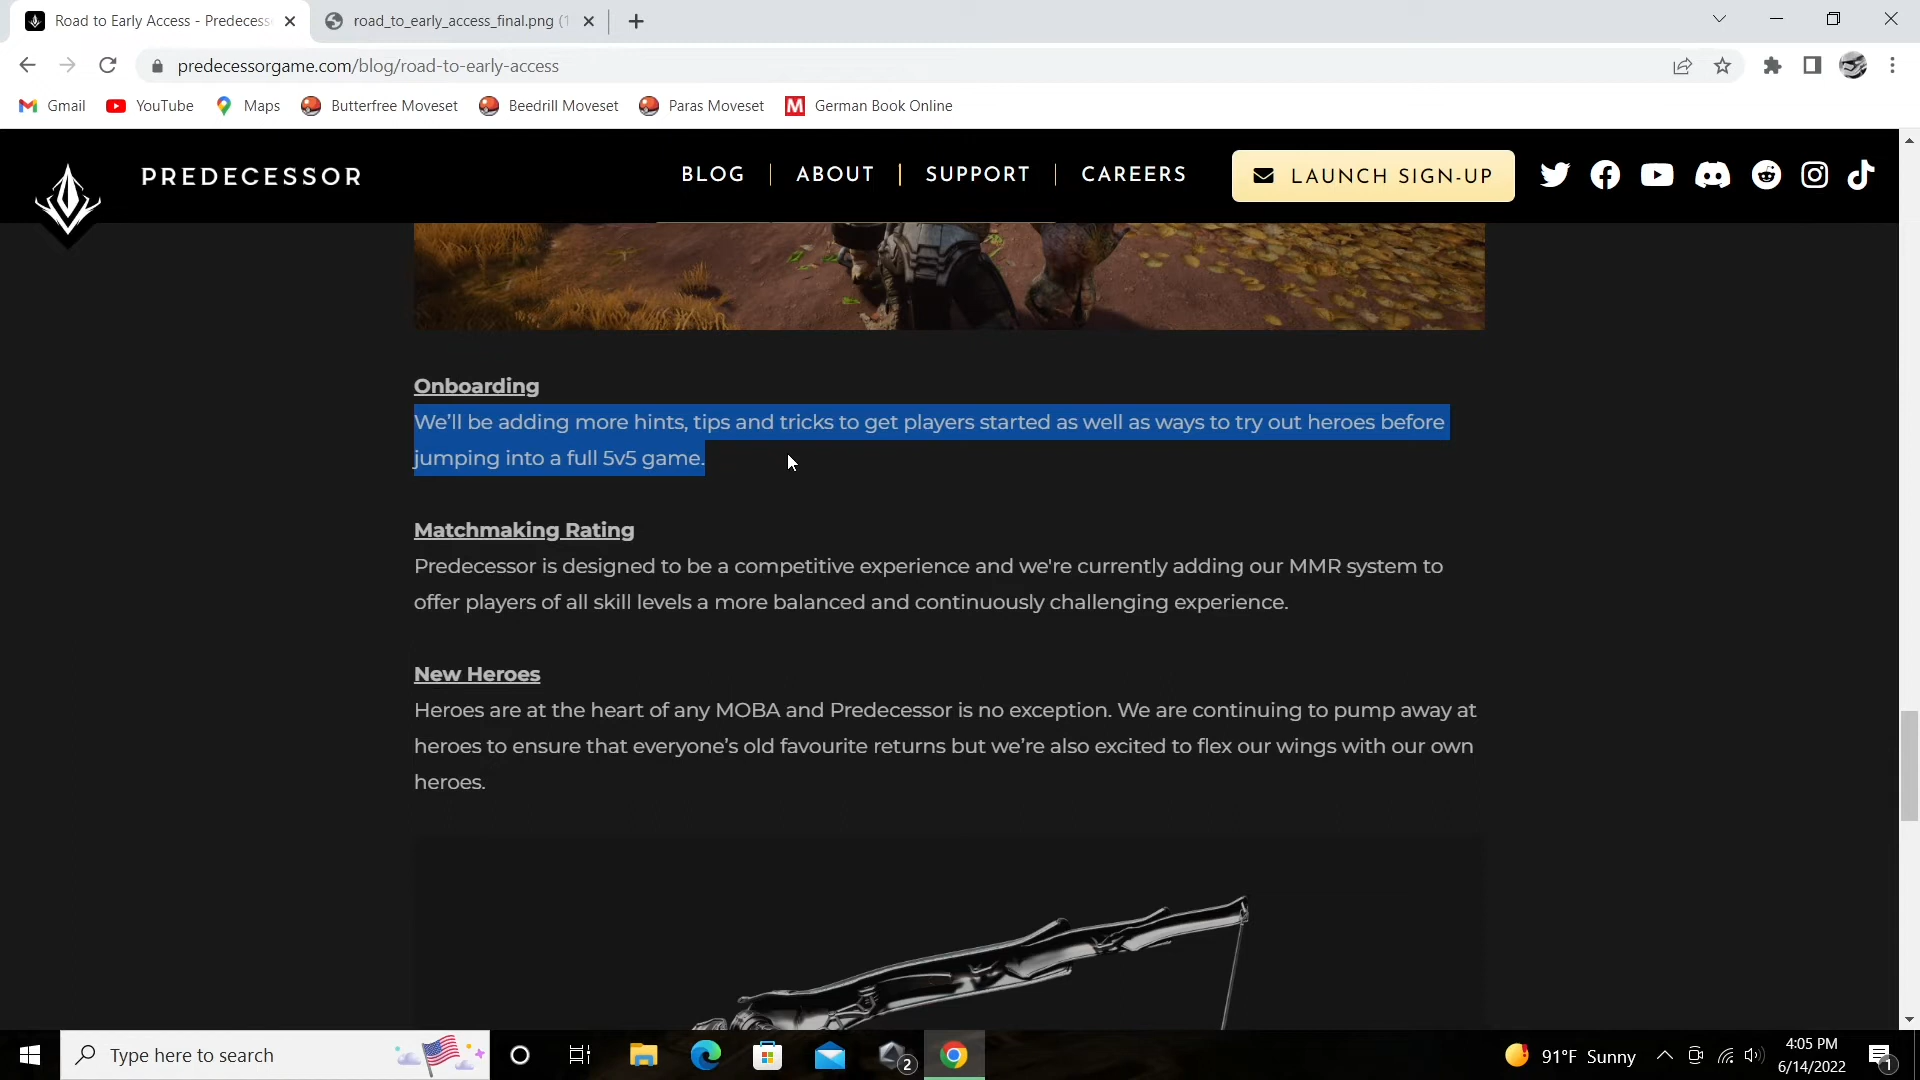 Road to Early Access - Predecess
road_to_early_access_final.png (1
predecessorgame.com/blog/road-to-early-access
Gmail YouTube Maps Butterfree Moveset Beedrill Moveset Paras Moveset German Book Online
PREDECESSOR BLOG ABOUT SUPPORT CAREERS LAUNCH SIGN-UP
Onboarding
We'll be adding more hints, tips and tricks to get players started as well as ways to try out heroes before
jumping into a full 5v5 game.
Matchmaking Rating
Predecessor is designed to be a competitive experience and we're currently adding our MMR system to
offer players of all skill levels a more balanced and continuously challenging experience.
New Heroes
Heroes are at the heart of any MOBA and Predecessor is no exception. We are continuing to pump away at
heroes to ensure that everyone's old favourite returns but we're also excited to flex our wings with our own
heroes.
Type here to search
2
91°F Sunny
4:05 PM
6/14/2022
1